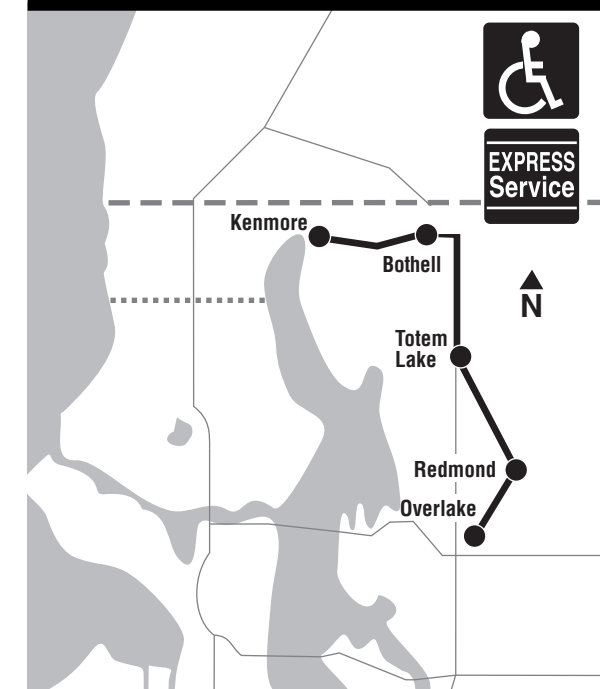 EXPRESS
Service
Kenmore
Bothell
N
Totem
Lake
Redmond
Overlake